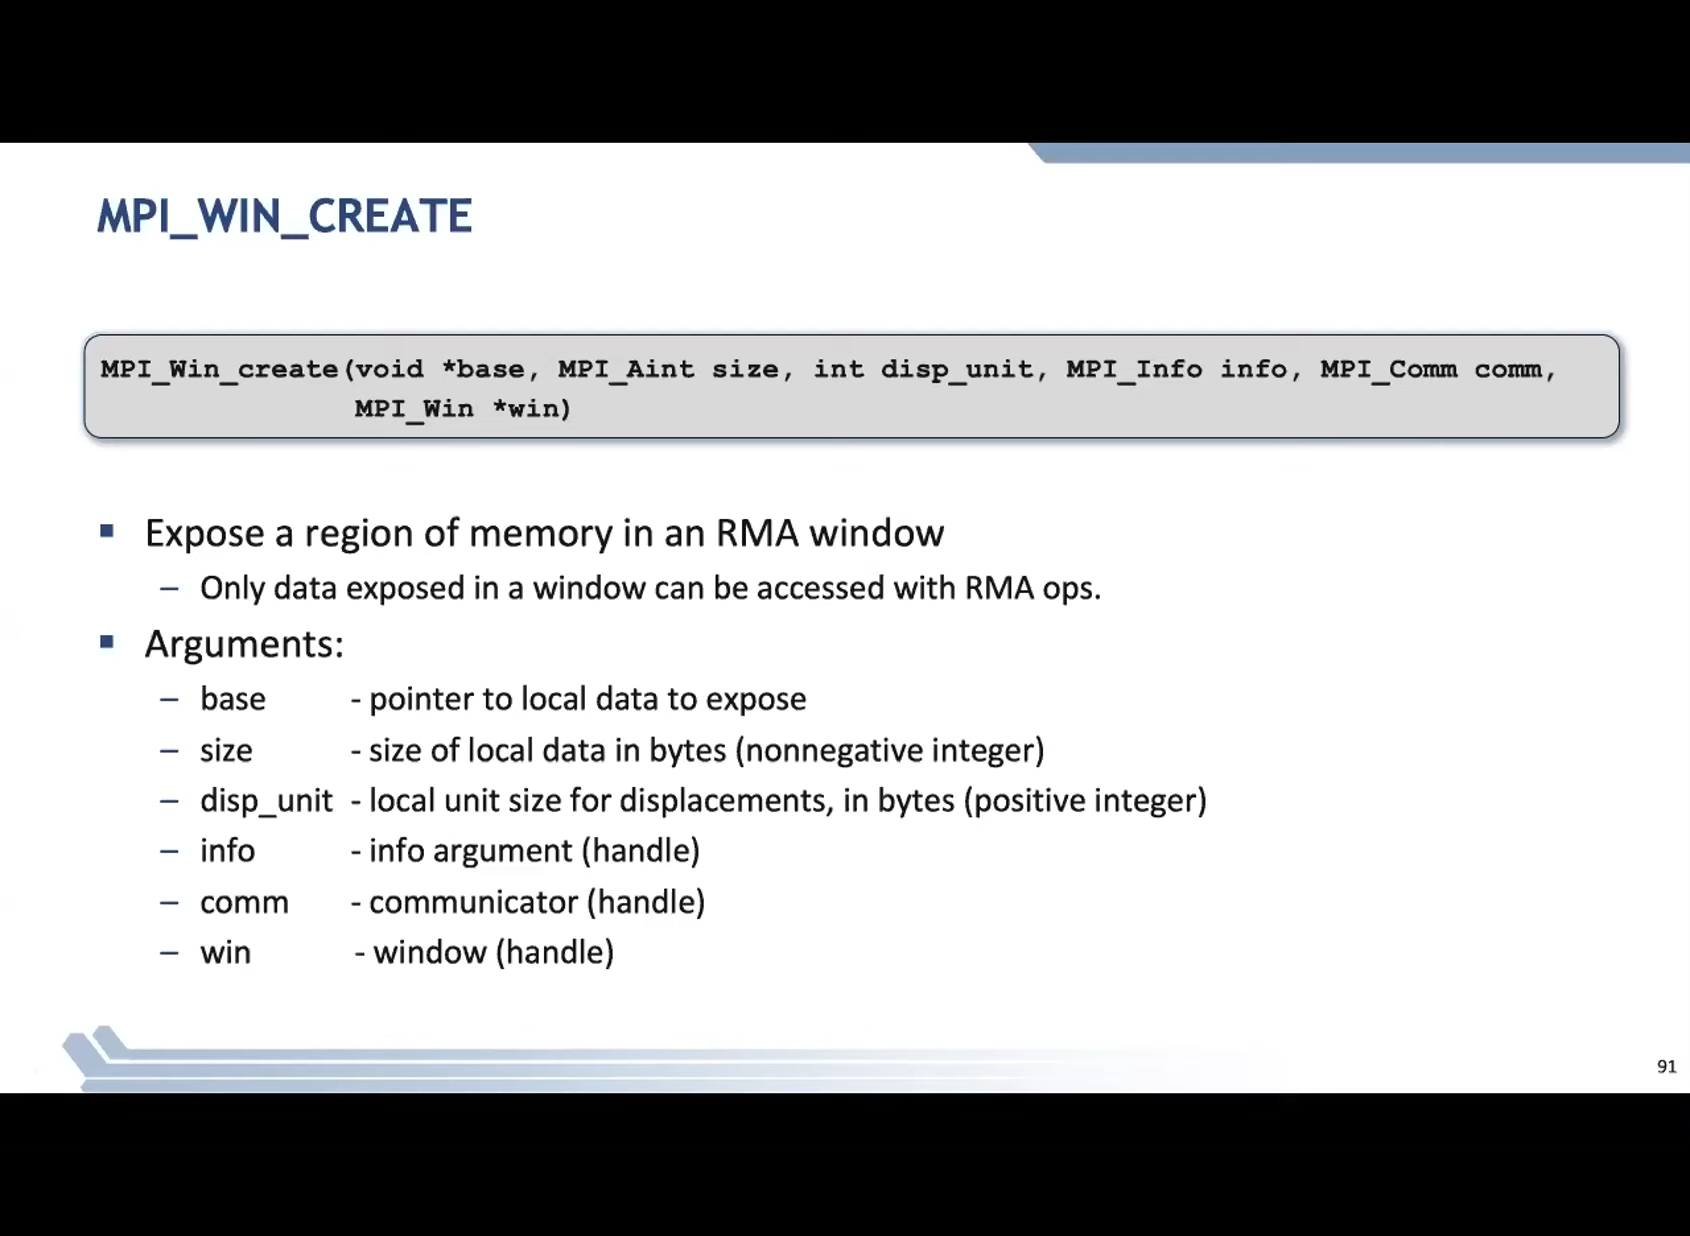 MPI_WIN_CREATE
MPI_Win_create(void *base, MPI_Aint size, int disp_unit, MPI_Info info, MPI_Comm comm,
MPI_Win *win)
▪ Expose a region of memory in an RMA window
– Only data exposed in a window can be accessed with RMA ops.
▪ Arguments:
– base - pointer to local data to expose
– size - size of local data in bytes (nonnegative integer)
– disp_unit - local unit size for displacements, in bytes (positive integer)
– info - info argument (handle)
– comm - communicator (handle)
– win - window (handle)
91